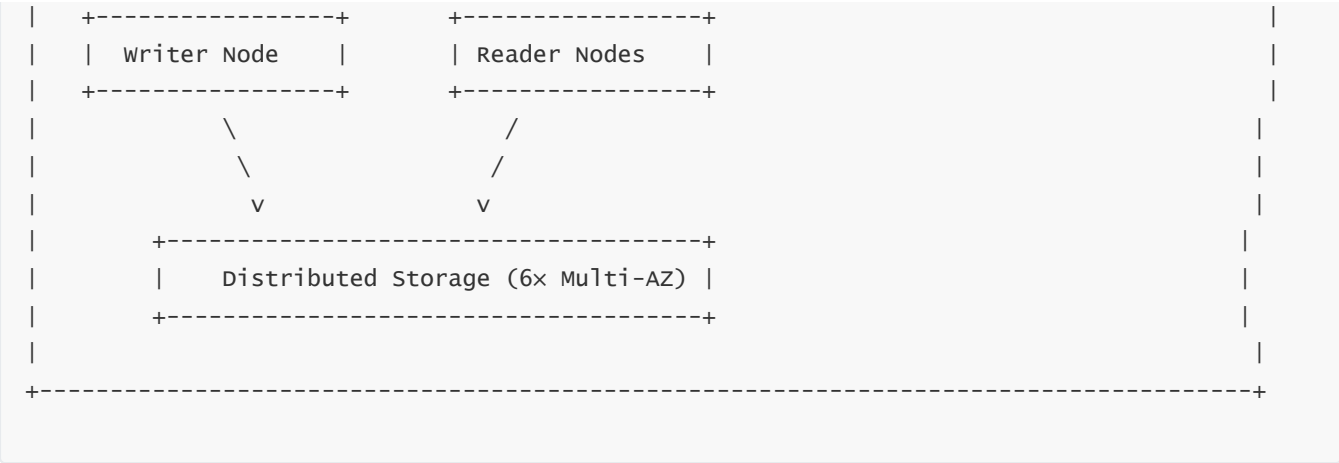 |   +-----------------+       +-----------------+                                       |
|   |  Writer Node    |       | Reader Nodes    |                                       |
|   +-----------------+       +-----------------+                                       |
|             \                   /                                                    |
|              \                 /                                                     |
|               v               v                                                      |
|        +--------------------------------------+                                     |
|        |    Distributed Storage (6× Multi-AZ) |                                     |
|        +--------------------------------------+                                     |
|                                                                                      |
+--------------------------------------------------------------------------------------+